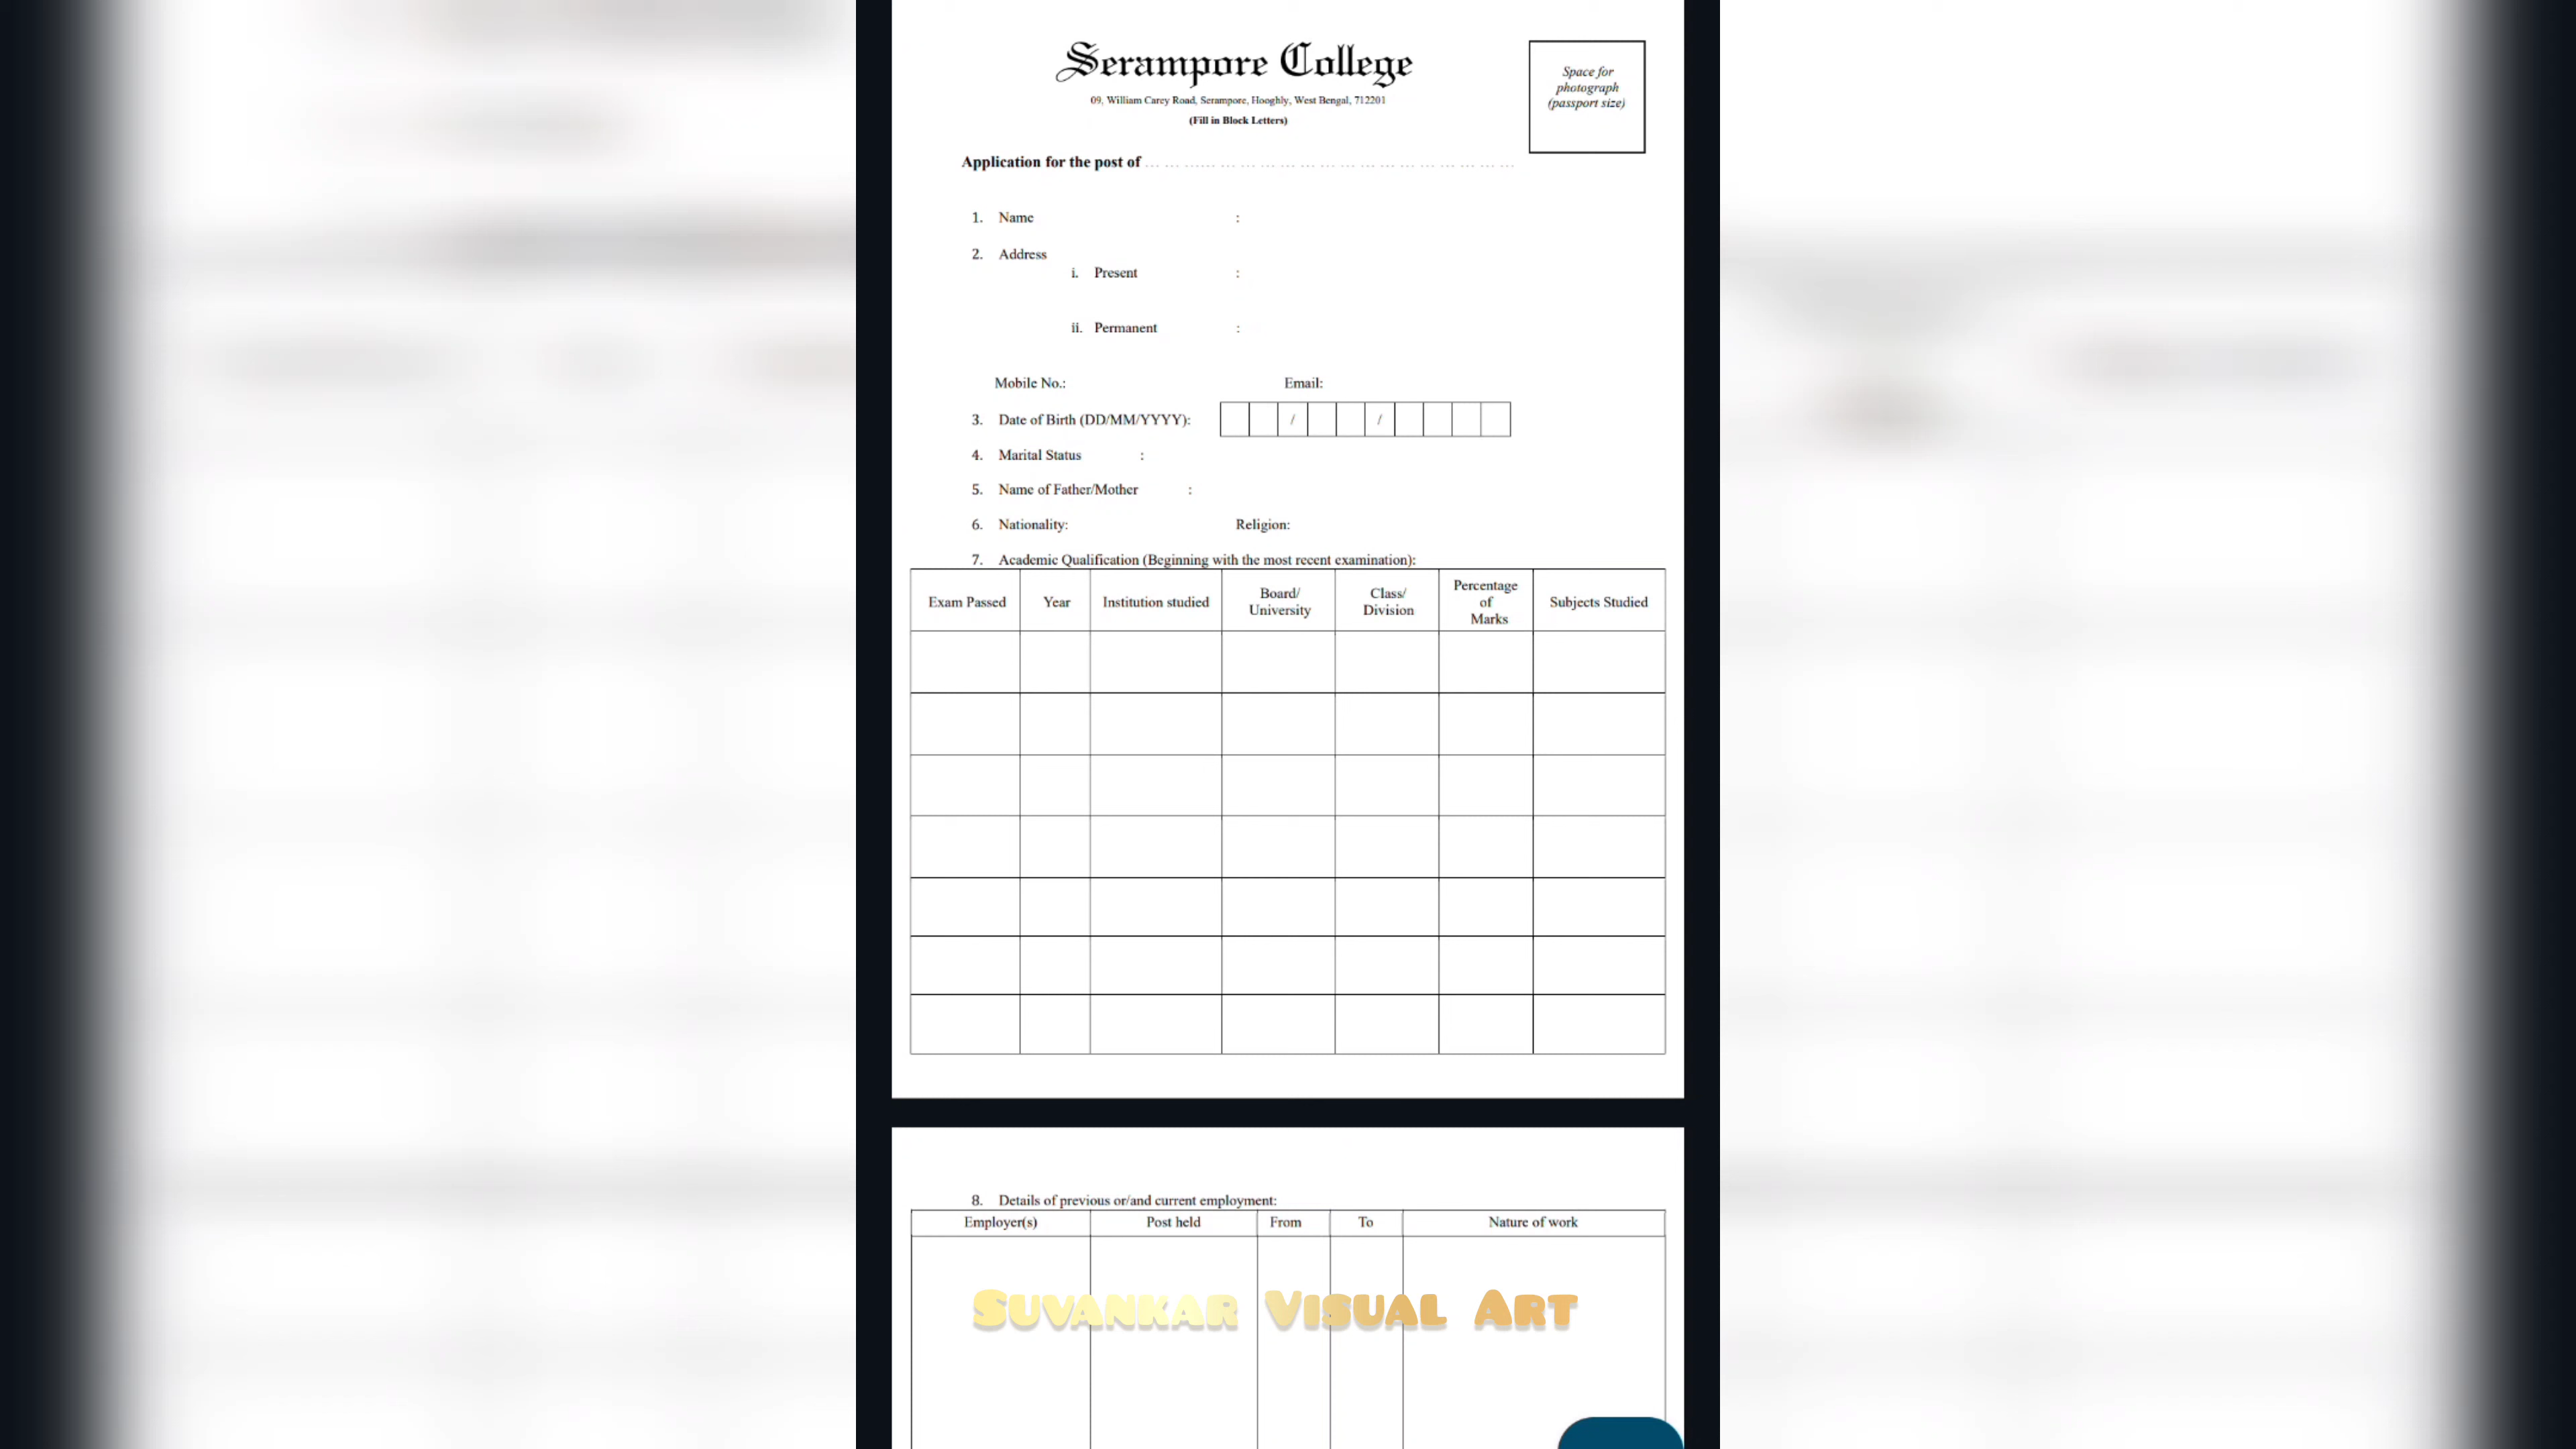 Serampore College
09, William Carey Road, Serampore, Hooghly, West Bengal, 712201
(Fill in Block Letters)
Space for
photograph
(passport size)
Application for the post of ... ... ...... ... ... ... ... ... ... ... ... ... ... ... ... ... ... ...
1. Name :
2. Address
i. Present :
ii. Permanent :
Mobile No.: Email:
3. Date of Birth (DD/MM/YYYY): / /
4. Marital Status :
5. Name of Father/Mother :
6. Nationality: Religion:
7. Academic Qualification (Beginning with the most recent examination):
Exam Passed Year Institution studied Board/ University Class/ Division Percentage of Marks Subjects Studied
8. Details of previous or/and current employment:
Employer(s) Post held From To Nature of work
Suvankar Visual Art